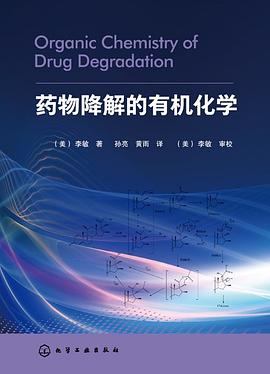 Organic Chemistry of
Drug Degradation
药物降解的有机化学
（美）李敏 著 孙亮 黄雨 译 （美）李敏 审校
化学工业出版社